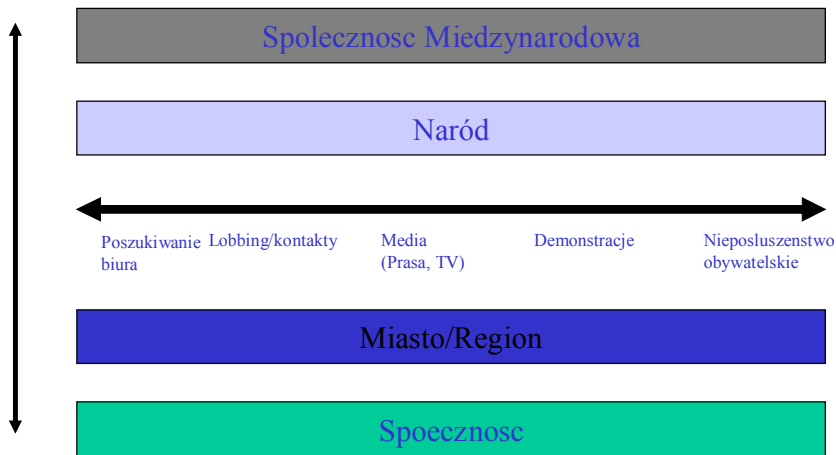 Spolecznosc Miedzynarodowa
Naród
Poszukiwanie
biura
Lobbing/kontakty
Media
(Prasa, TV)
Demonstracje
Nieposluszenstwo
obywatelskie
Miasto/Region
Spoecznosc